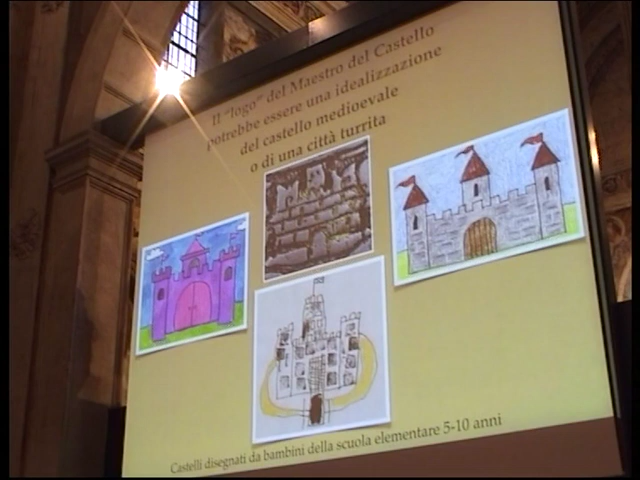 Il "logo" del Maestro del Castello
potrebbe essere una idealizzazione
del castello medioevale
o di una città turrita
Castelli disegnati da bambini della scuola elementare 5-10 anni